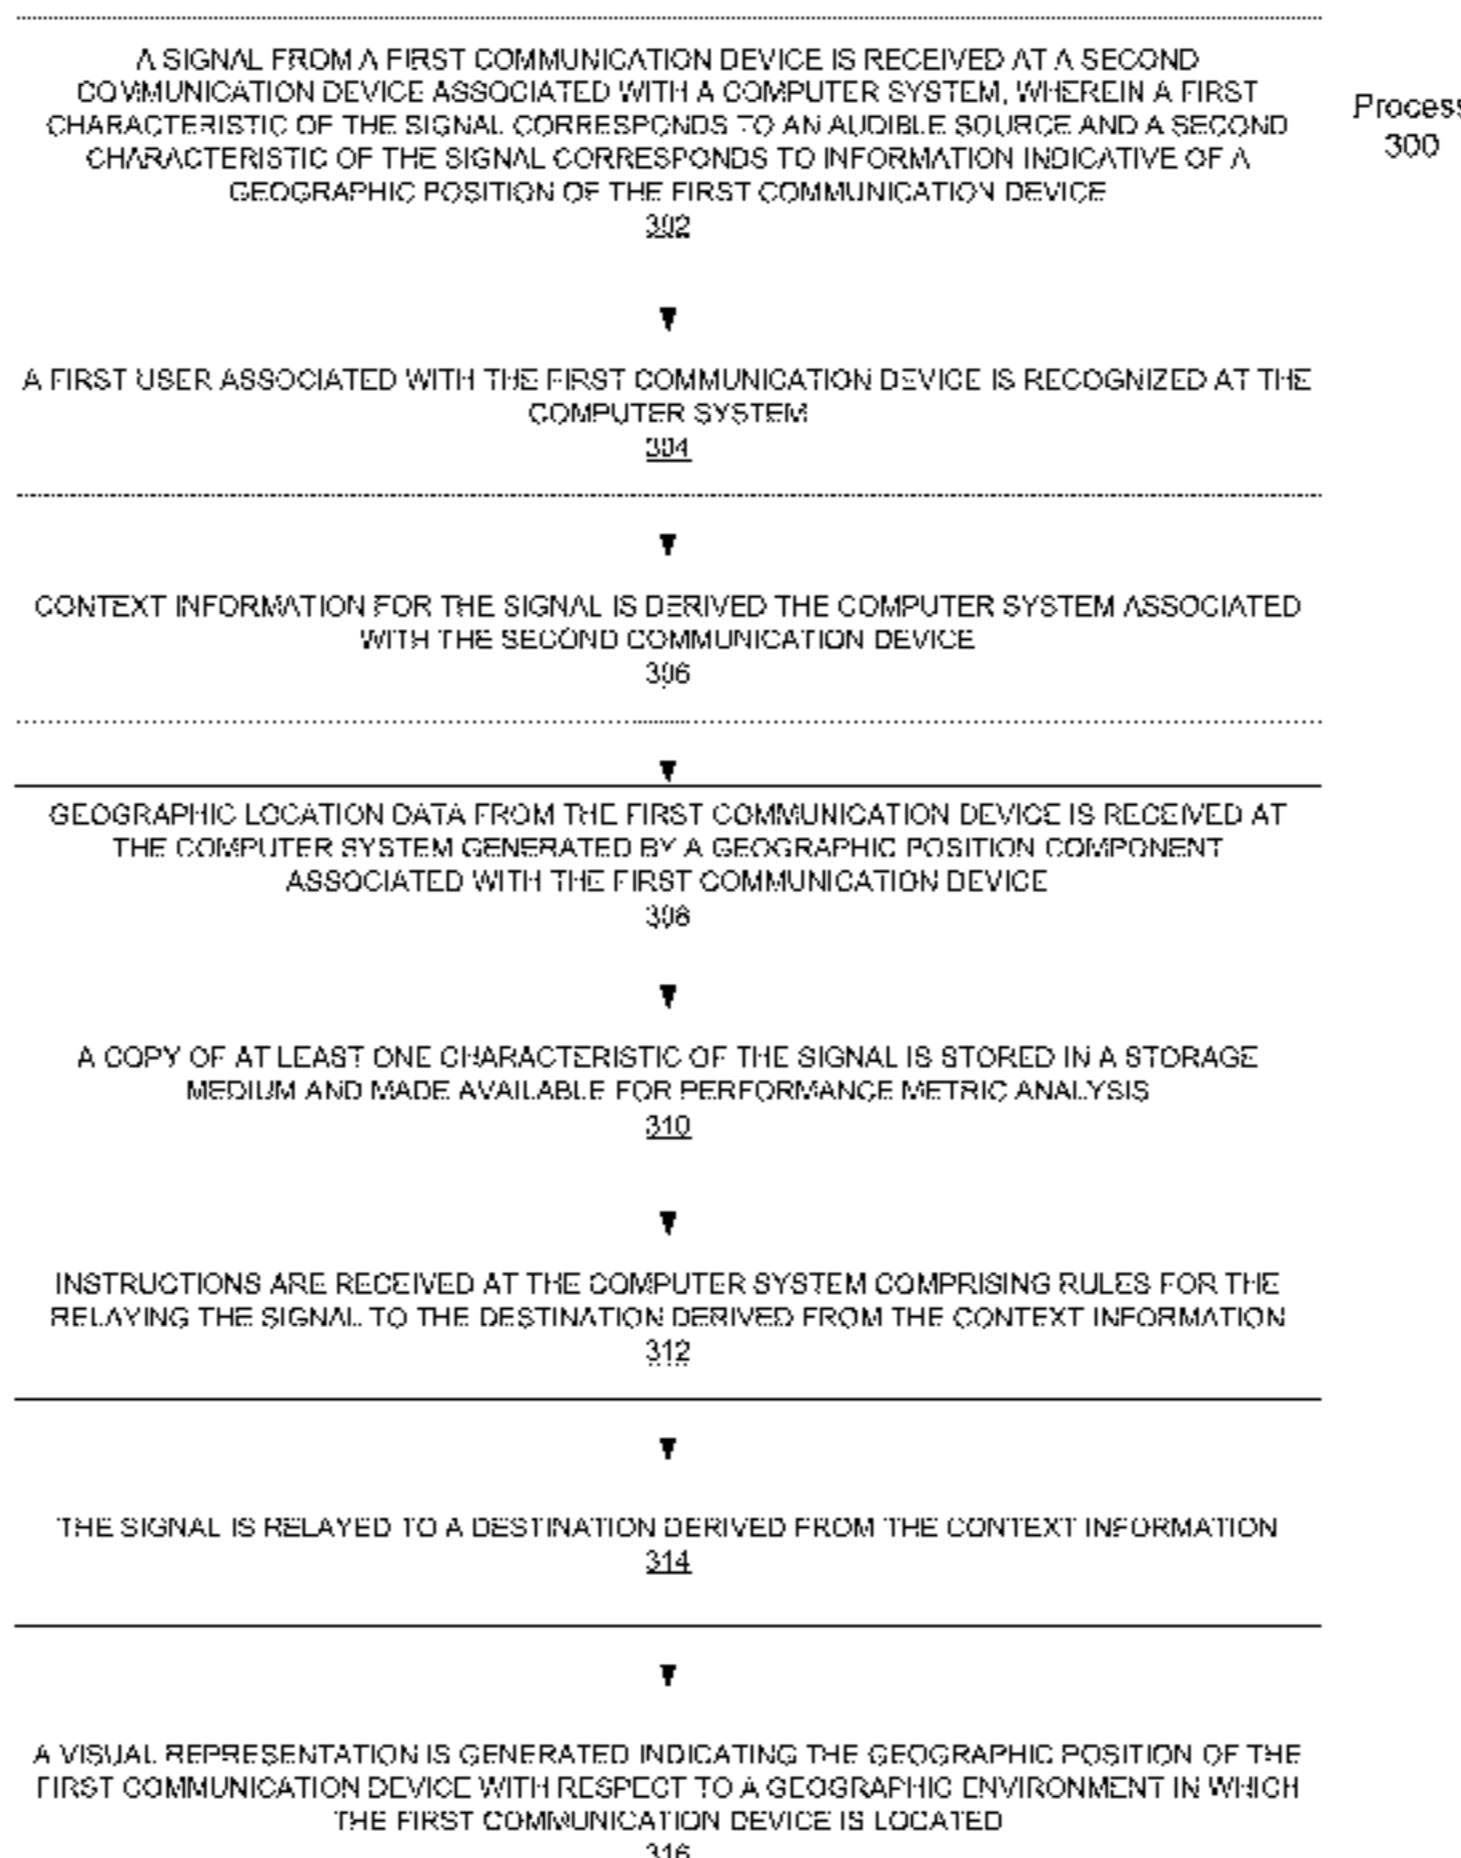 A SIGNAL FROM A FIRST COMMUNICATION DEVICE IS RECEIVED AT A SECOND
COMMUNICATION DEVICE ASSOCIATED WITH A COMPUTER SYSTEM, WHEREIN A FIRST
CHARACTERISTIC OF THE SIGNAL CORRESPONDS TO AN AUDIBLE SOURCE AND A SECOND
CHARACTERISTIC OF THE SIGNAL CORRESPONDS TO INFORMATION INDICATIVE OF A
GEOGRAPHIC POSITION OF THE FIRST COMMUNICATION DEVICE
302
Process
300
A FIRST USER ASSOCIATED WITH THE FIRST COMMUNICATION DEVICE IS RECOGNIZED AT THE
COMPUTER SYSTEM
304
CONTEXT INFORMATION FOR THE SIGNAL IS DERIVED THE COMPUTER SYSTEM ASSOCIATED
WITH THE SECOND COMMUNICATION DEVICE
306
GEOGRAPHIC LOCATION DATA FROM THE FIRST COMMUNICATION DEVICE IS RECEIVED AT
THE COMPUTER SYSTEM GENERATED BY A GEOGRAPHIC POSITION COMPONENT
ASSOCIATED WITH THE FIRST COMMUNICATION DEVICE
308
A COPY OF AT LEAST ONE CHARACTERISTIC OF THE SIGNAL IS STORED IN A STORAGE
MEDIUM AND MADE AVAILABLE FOR PERFORMANCE METRIC ANALYSIS
310
INSTRUCTIONS ARE RECEIVED AT THE COMPUTER SYSTEM COMPRISING RULES FOR THE
RELAYING THE SIGNAL TO THE DESTINATION DERIVED FROM THE CONTEXT INFORMATION
312
THE SIGNAL IS RELAYED TO A DESTINATION DERIVED FROM THE CONTEXT INFORMATION
314
A VISUAL REPRESENTATION IS GENERATED INDICATING THE GEOGRAPHIC POSITION OF THE
FIRST COMMUNICATION DEVICE WITH RESPECT TO A GEOGRAPHIC ENVIRONMENT IN WHICH
THE FIRST COMMUNICATION DEVICE IS LOCATED
316